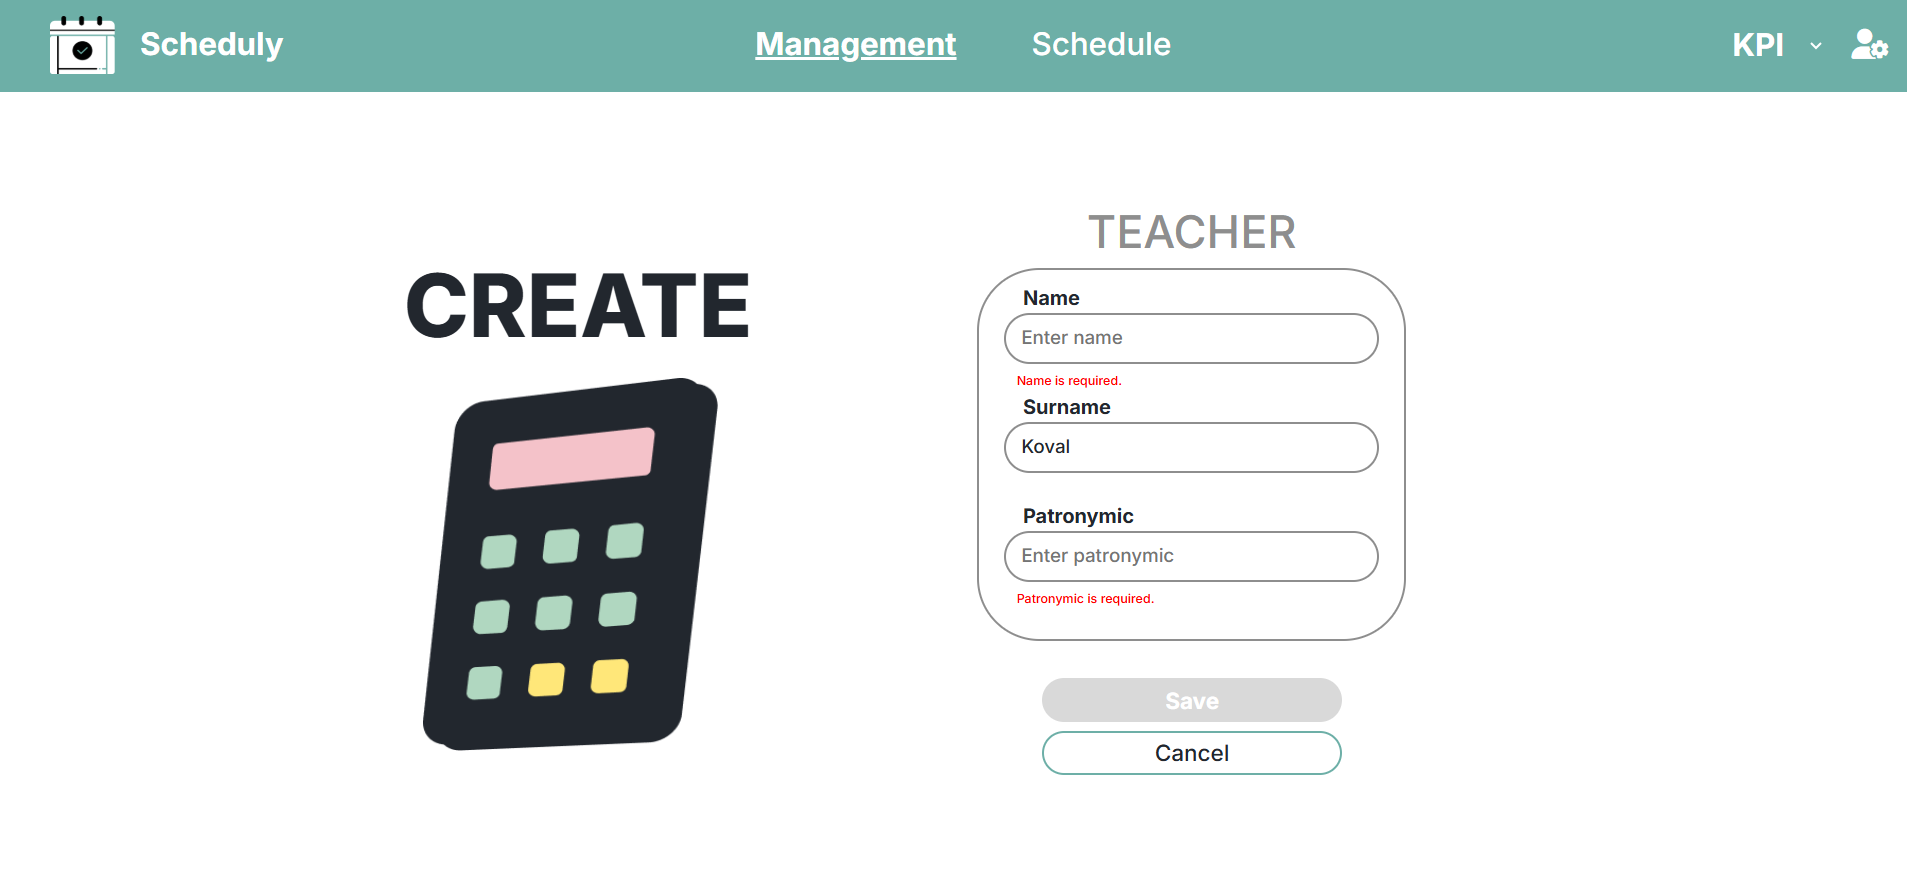 Scheduly
Management
Schedule
KPI
CREATE
TEACHER
Name
Enter name
Name is required.
Surname
Koval
Patronymic
Enter patronymic
Patronymic is required.
Save
Cancel